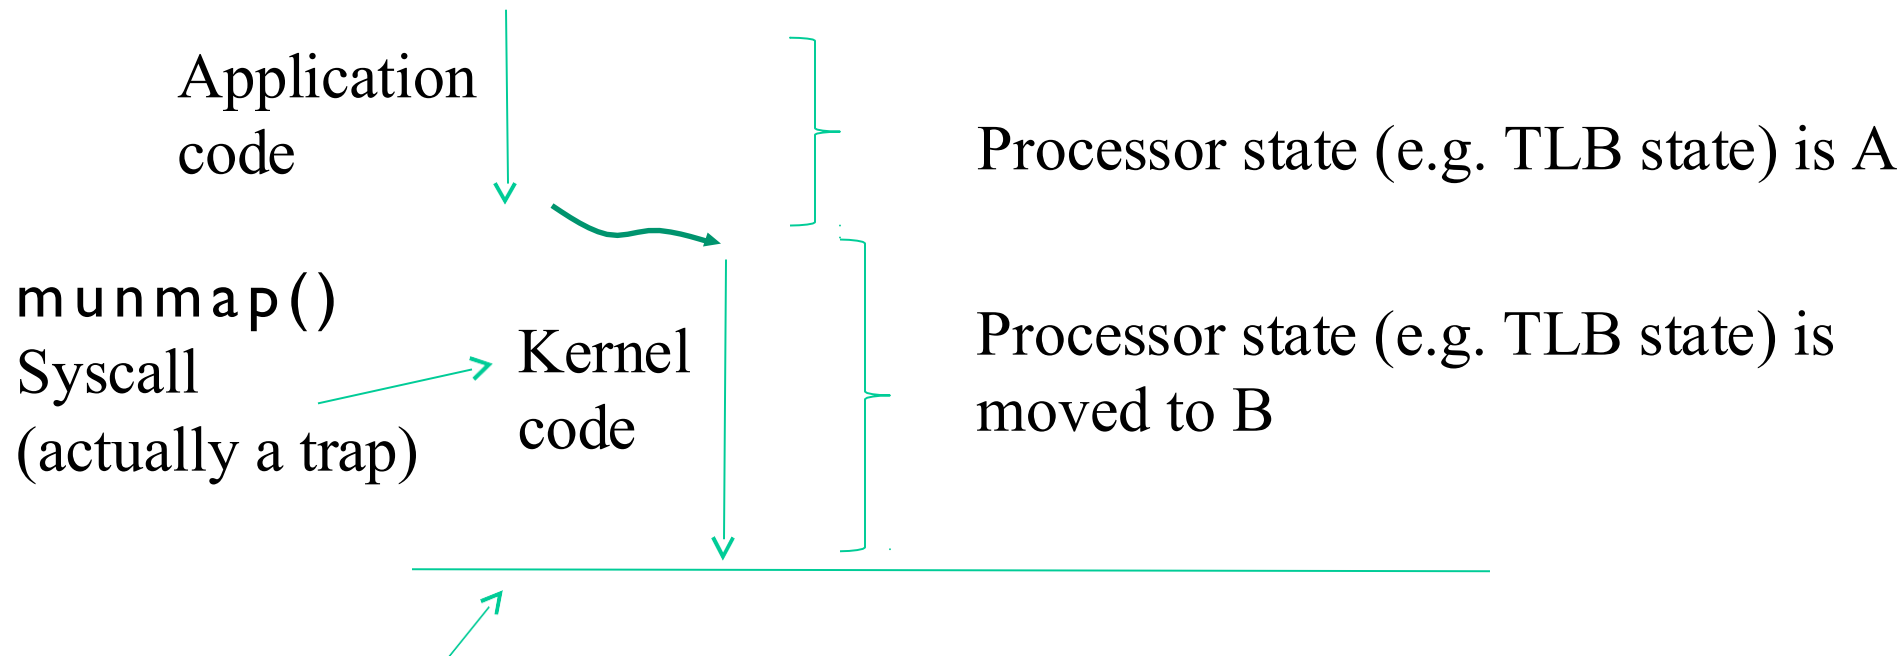 Application
code
Processor state (e.g. TLB state) is A
munmap()
Syscall
(actually a trap)
Kernel
code
Processor state (e.g. TLB state) is
moved to B